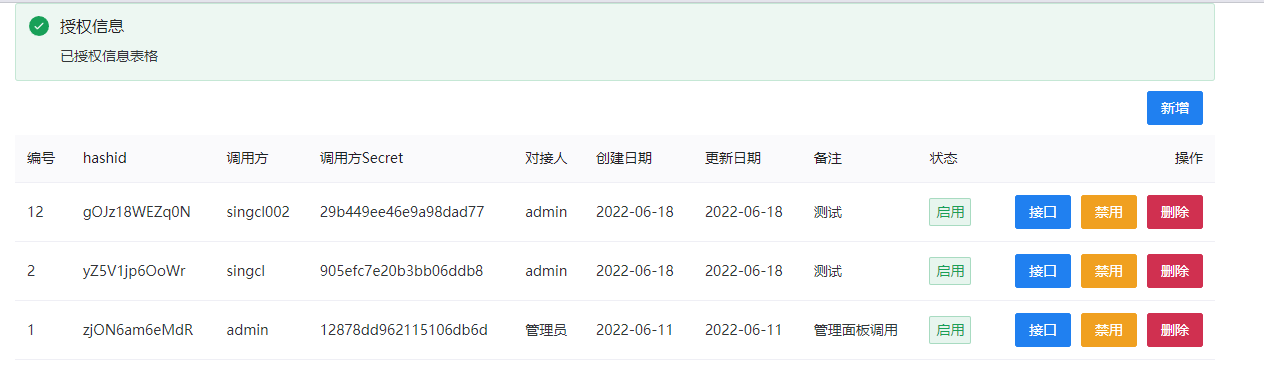 授权信息
已授权信息表格
新增
编号 hashid 调用方 调用方Secret 对接人 创建日期 更新日期 备注 状态 操作
12 gOJz18WEZq0N singcl002 29b449ee46e9a98dad77 admin 2022-06-18 2022-06-18 测试 启用 接口 禁用 删除
2 yZ5V1jp6OoWr singcl 905efc7e20b3bb06ddb8 admin 2022-06-18 2022-06-18 测试 启用 接口 禁用 删除
1 zjON6am6eMdR admin 12878dd962115106db6d 管理员 2022-06-11 2022-06-11 管理面板调用 启用 接口 禁用 删除